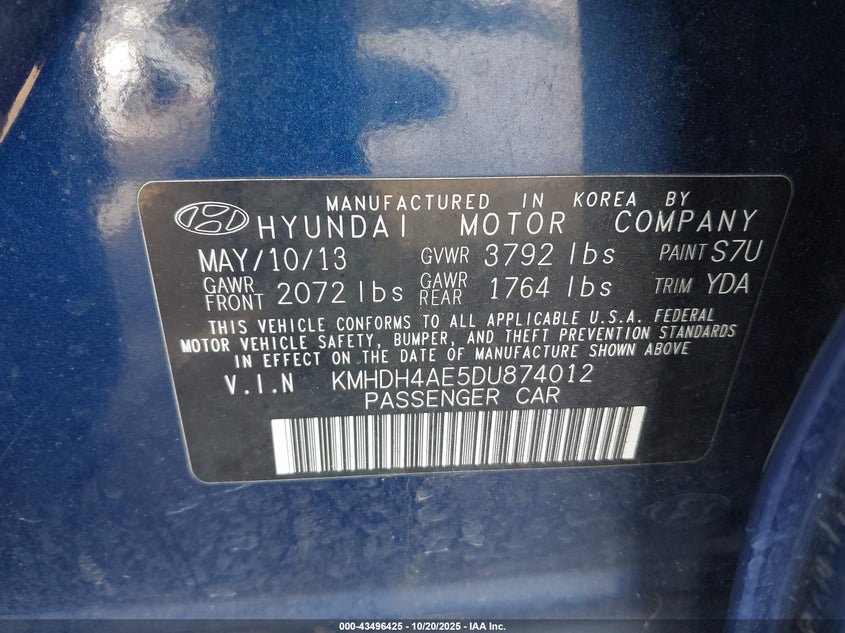 MANUFACTURED IN KOREA BY
HYUNDAI MOTOR COMPANY
MAY/10/13 GVWR 3792 lbs PAINT S7U
GAWR FRONT 2072 lbs GAWR REAR 1764 lbs TRIM YDA
THIS VEHICLE CONFORMS TO ALL APPLICABLE U.S.A. FEDERAL
MOTOR VEHICLE SAFETY, BUMPER, AND THEFT PREVENTION STANDARDS
IN EFFECT ON THE DATE OF MANUFACTURE SHOWN ABOVE
V.I.N KMHDH4AE5DU874012
PASSENGER CAR
000-43496425 | 10/20/2025 | IAA Inc.